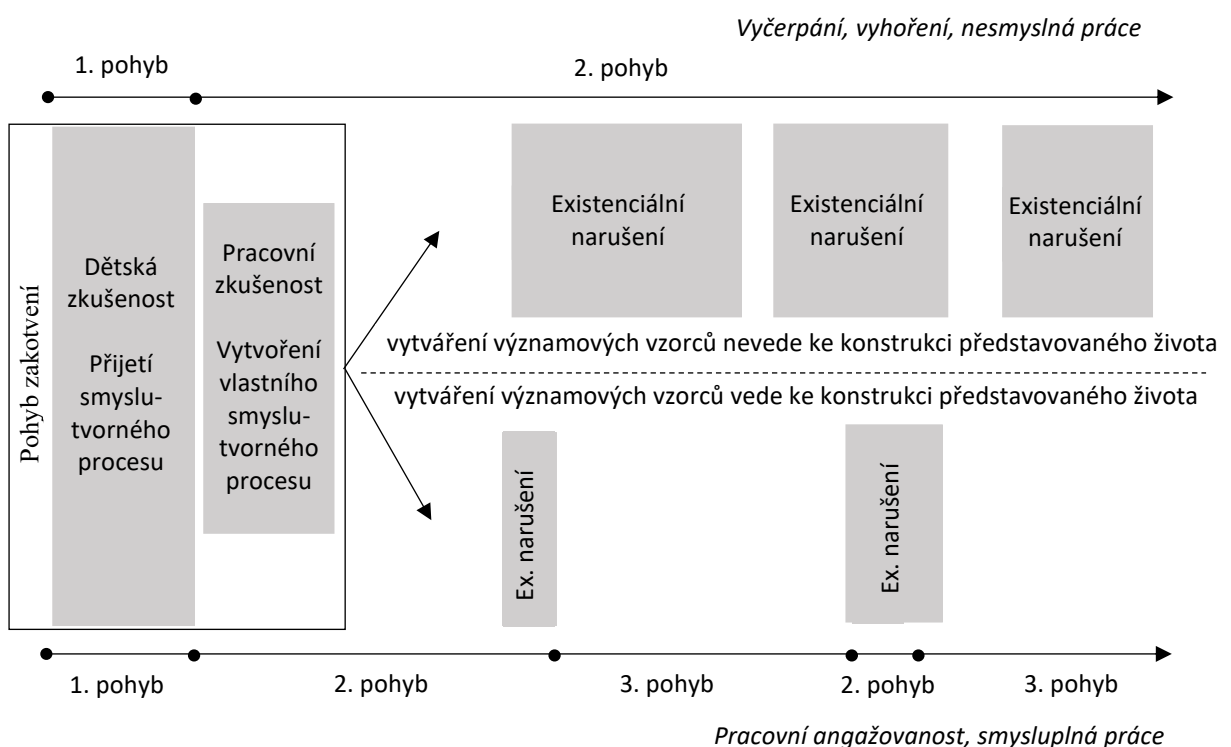 Vyčerpání, vyhoření, nesmyslná práce
1. pohyb
2. pohyb
Pohyb zakotvení
Dětská
zkušenost
Přijetí
smyslu-
tvorného
procesu
Pracovní
zkušenost
Vytvoření
vlastního
smyslu-
tvorného
procesu
Existenciální
narušení
Existenciální
narušení
Existenciální
narušení
vytváření významových vzorců nevede ke konstrukci představovaného života
vytváření významových vzorců vede ke konstrukci představovaného života
Ex. narušení
Ex. narušení
1. pohyb
2. pohyb
3. pohyb
2. pohyb
3. pohyb
Pracovní angažovanost, smysluplná práce